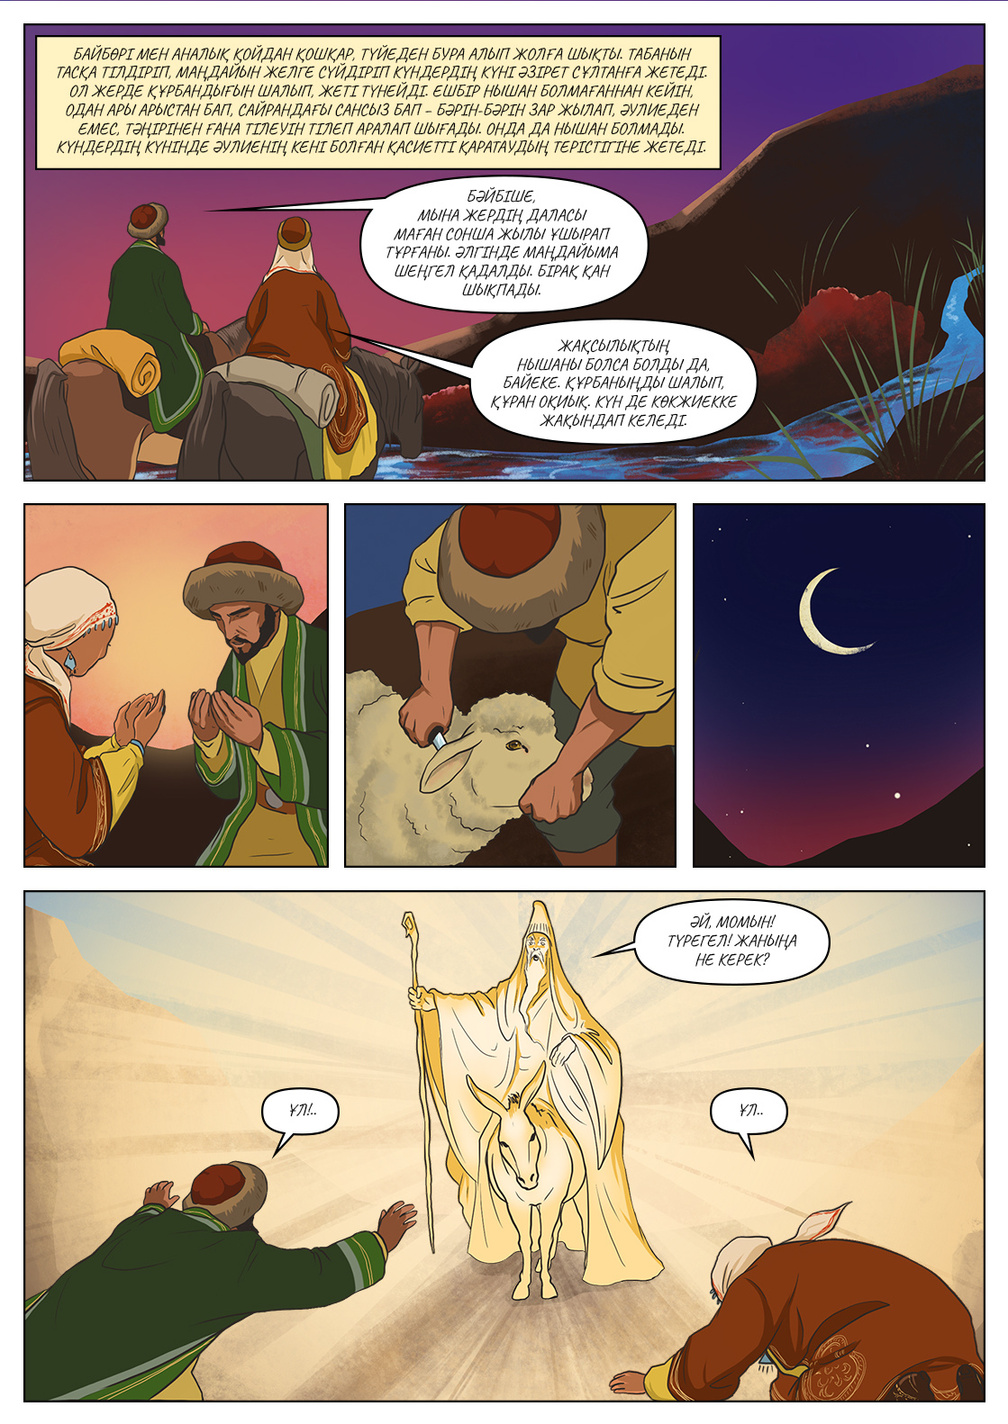 БАЙБӨРІ МЕН АНАЛЫҚ ҚОЙДАН ҚОШҚАР, ТҮЙЕДЕН БУРА АЛЫП ЖОЛҒА ШЫҚТЫ. ТАБАНЫН
ТАСҚА ТІЛДІРІП, МАҢДАЙЫН ЖЕЛГЕ СҮЙДІРІП КҮНДЕРДІҢ КҮНІ ӘЗІРЕТ СҰЛТАНҒА ЖЕТЕДІ.
ОЛ ЖЕРДЕ ҚҰРБАНДЫҒЫН ШАЛЫП, ЖЕТІ ТҮНЕЙДІ. ЕШБІР НЫШАН БОЛМАҒАННАН КЕЙІН,
ОДАН АРЫ АРЫСТАН БАП, САЙРАНДАҒЫ САНСЫЗ БАП – БӘРІН-БӘРІН ЗАР ЖЫЛАП, ӘУЛИЕДЕН
ЕМЕС, ТӘҢІРІНЕН ҒАНА ТІЛЕУІН ТІЛЕП АРАЛАП ШЫҒАДЫ. ОНДА ДА НЫШАН БОЛМАДЫ.
КҮНДЕРДІҢ КҮНІНДЕ ӘУЛИЕНІҢ КЕНІ БОЛҒАН ҚАСИЕТТІ ҚАРАТАУДЫҢ ТЕРІСТІГІНЕ ЖЕТЕДІ.
БӘЙБІШЕ,
МЫНА ЖЕРДІҢ ДАЛАСЫ
МАҒАН СОНША ЖЫЛЫ ҰШЫРАП
ТҰРҒАНЫ. ӘЛГІНДЕ МАҢДАЙЫМА
ШЕҢГЕЛ ҚАДАЛДЫ. БІРАҚ ҚАН
ШЫҚПАДЫ.
ЖАҚСЫЛЫҚТЫҢ
НЫШАНЫ БОЛСА БОЛДЫ ДА,
БАЙЕКЕ. ҚҰРБАНЫҢДЫ ШАЛЫП,
ҚҰРАН ОҚИЫҚ. КҮН ДЕ КӨКЖИЕККЕ
ЖАҚЫНДАП КЕЛЕДІ.
ӘЙ, МОМЫН!
ТҮРЕГЕЛ! ЖАНЫҢА
НЕ КЕРЕК?
ҰЛ!..
ҰЛ..